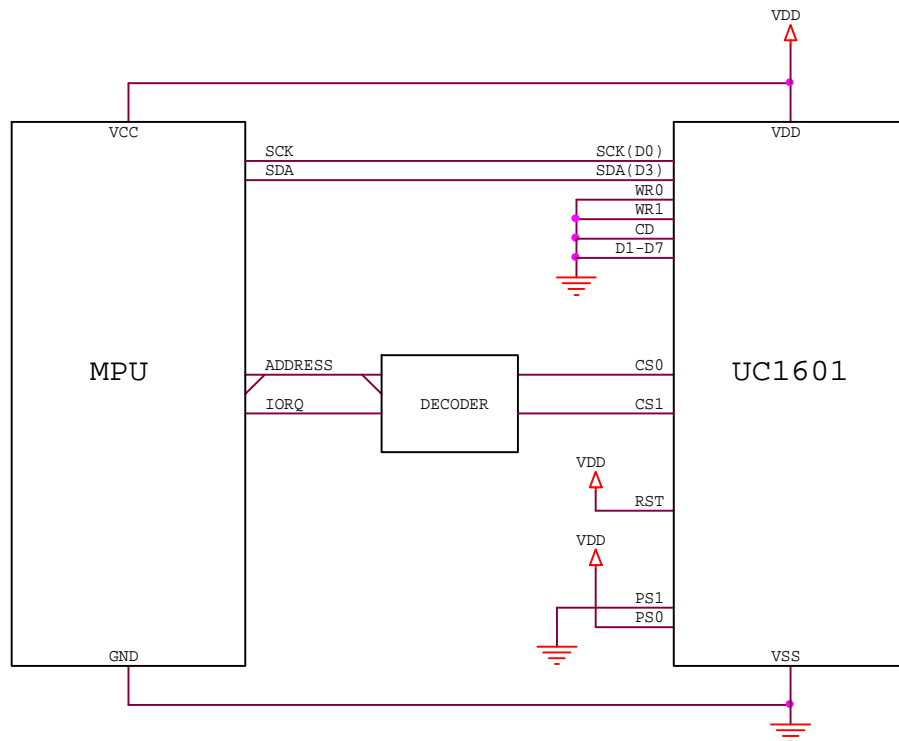 VDD
VCC
VDD
SCK
SCK(D0)
SDA
SDA(D3)
WR0
WR1
CD
D1-D7
MPU
ADDRESS
IORQ
DECODER
CS0
CS1
UC1601
VDD
RST
VDD
PS1
PS0
GND
VSS